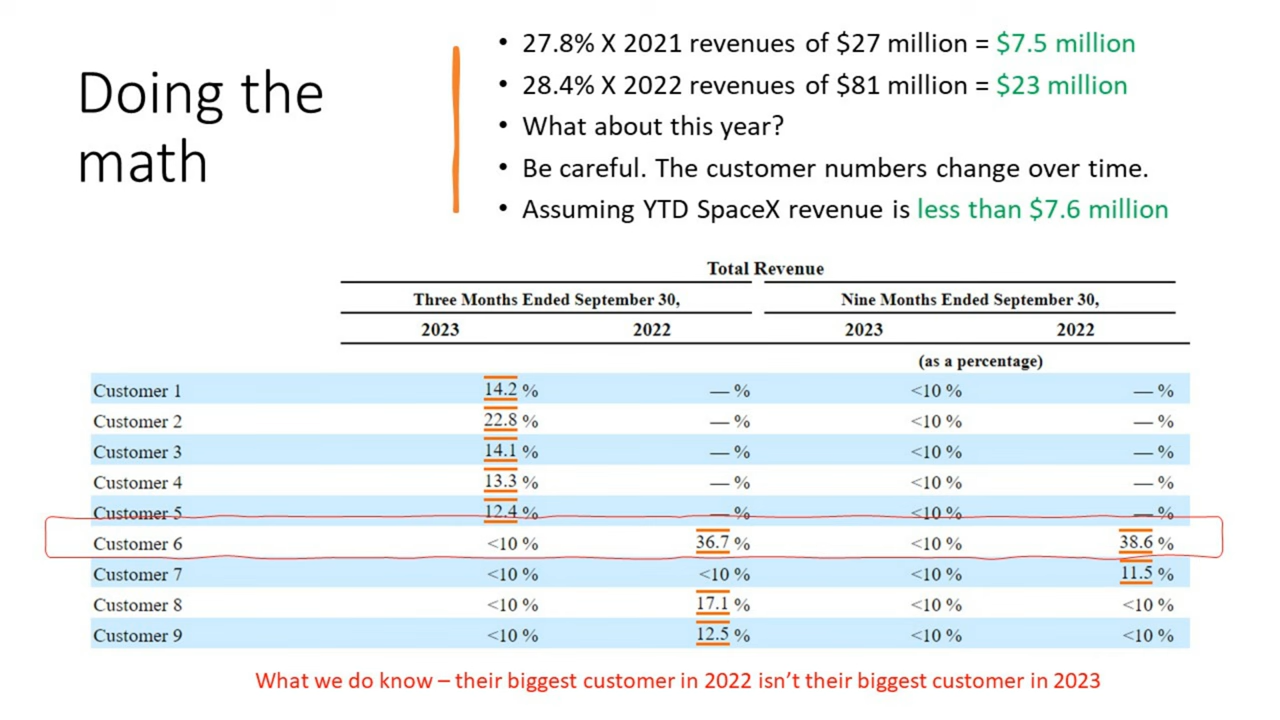 Doing the
math
• 27.8% X 2021 revenues of $27 million = $7.5 million
• 28.4% X 2022 revenues of $81 million = $23 million
• What about this year?
• Be careful. The customer numbers change over time.
• Assuming YTD SpaceX revenue is less than $7.6 million
Total Revenue
Three Months Ended September 30, Nine Months Ended September 30,
2023 2022 2023 2022
(as a percentage)
Customer 1 14.2 % — % <10 % — %
Customer 2 22.8 % — % <10 % — %
Customer 3 14.1 % — % <10 % — %
Customer 4 13.3 % — % <10 % — %
Customer 5 12.4 % — % <10 % — %
Customer 6 <10 % 36.7 % <10 % 38.6 %
Customer 7 <10 % <10 % <10 % 11.5 %
Customer 8 <10 % 17.1 % <10 % <10 %
Customer 9 <10 % 12.5 % <10 % <10 %
What we do know – their biggest customer in 2022 isn’t their biggest customer in 2023